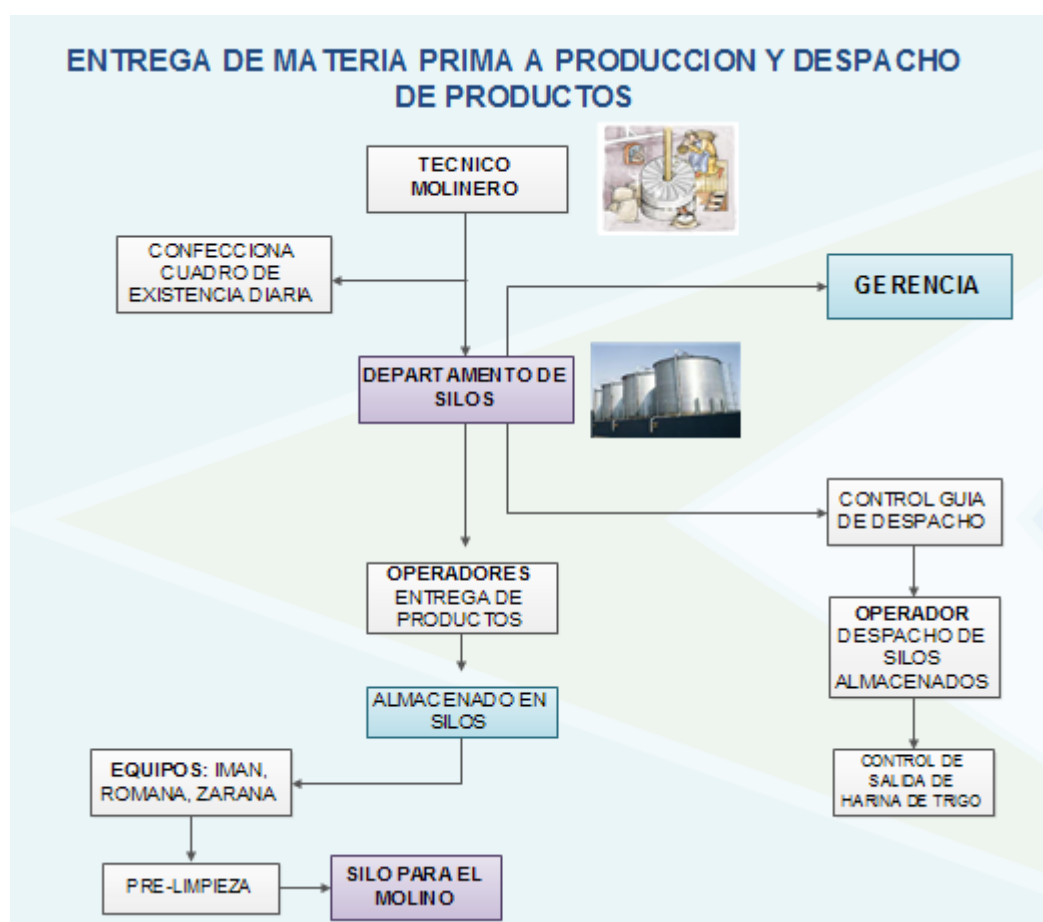 ENTREGA DE MATERIA PRIMA A PRODUCCION Y DESPACHO
DE PRODUCTOS
TECNICO
MOLINERO
CONFECCIONA
CUADRO DE
EXISTENCIA DIARIA
GERENCIA
DEPARTAMENTO DE
SILOS
CONTROL GUIA
DE DESPACHO
OPERADORES
ENTREGA DE
PRODUCTOS
OPERADOR
DESPACHO DE
SILOS
ALMACENADOS
ALMACENADO EN
SILOS
EQUIPOS: IMAN,
ROMANA, ZARANA
CONTROL DE
SALIDA DE
HARINA DE TRIGO
PRE-LIMPIEZA
SILO PARA EL
MOLINO